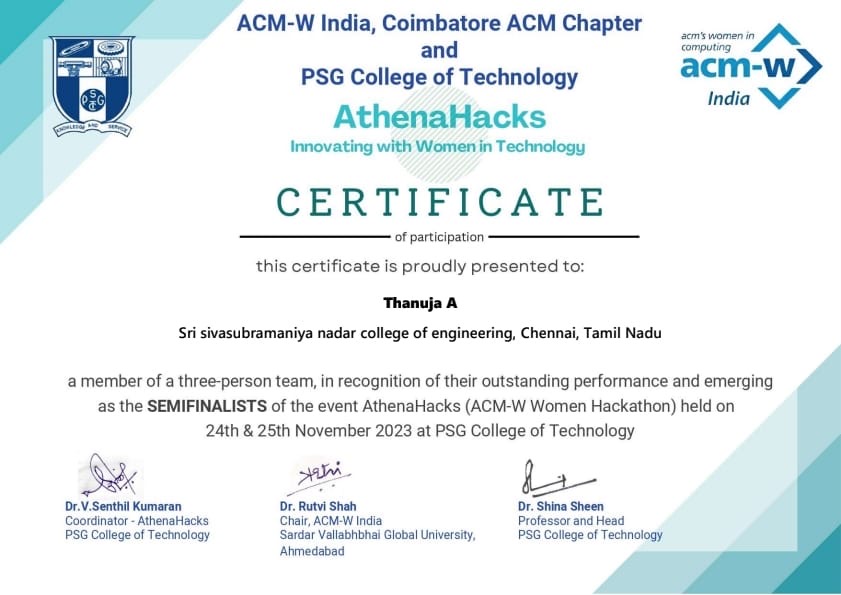 ACM-W India, Coimbatore ACM Chapter
and
PSG College of Technology
acm's women in
computing
acm-w
India
PSG
TC
KNOWLEDGE AND SERVICE
AthenaHacks
Innovating with Women in Technology
CERTIFICATE
of participation
this certificate is proudly presented to:
Thanuja A
Sri sivasubramaniya nadar college of engineering, Chennai, Tamil Nadu
a member of a three-person team, in recognition of their outstanding performance and emerging
as the SEMIFINALISTS of the event AthenaHacks (ACM-W Women Hackathon) held on
24th & 25th November 2023 at PSG College of Technology
Dr.V.Senthil Kumaran
Coordinator - AthenaHacks
PSG College of Technology
Dr. Rutvi Shah
Chair, ACM-W India
Sardar Vallabhbhai Global University,
Ahmedabad
Dr. Shina Sheen
Professor and Head
PSG College of Technology